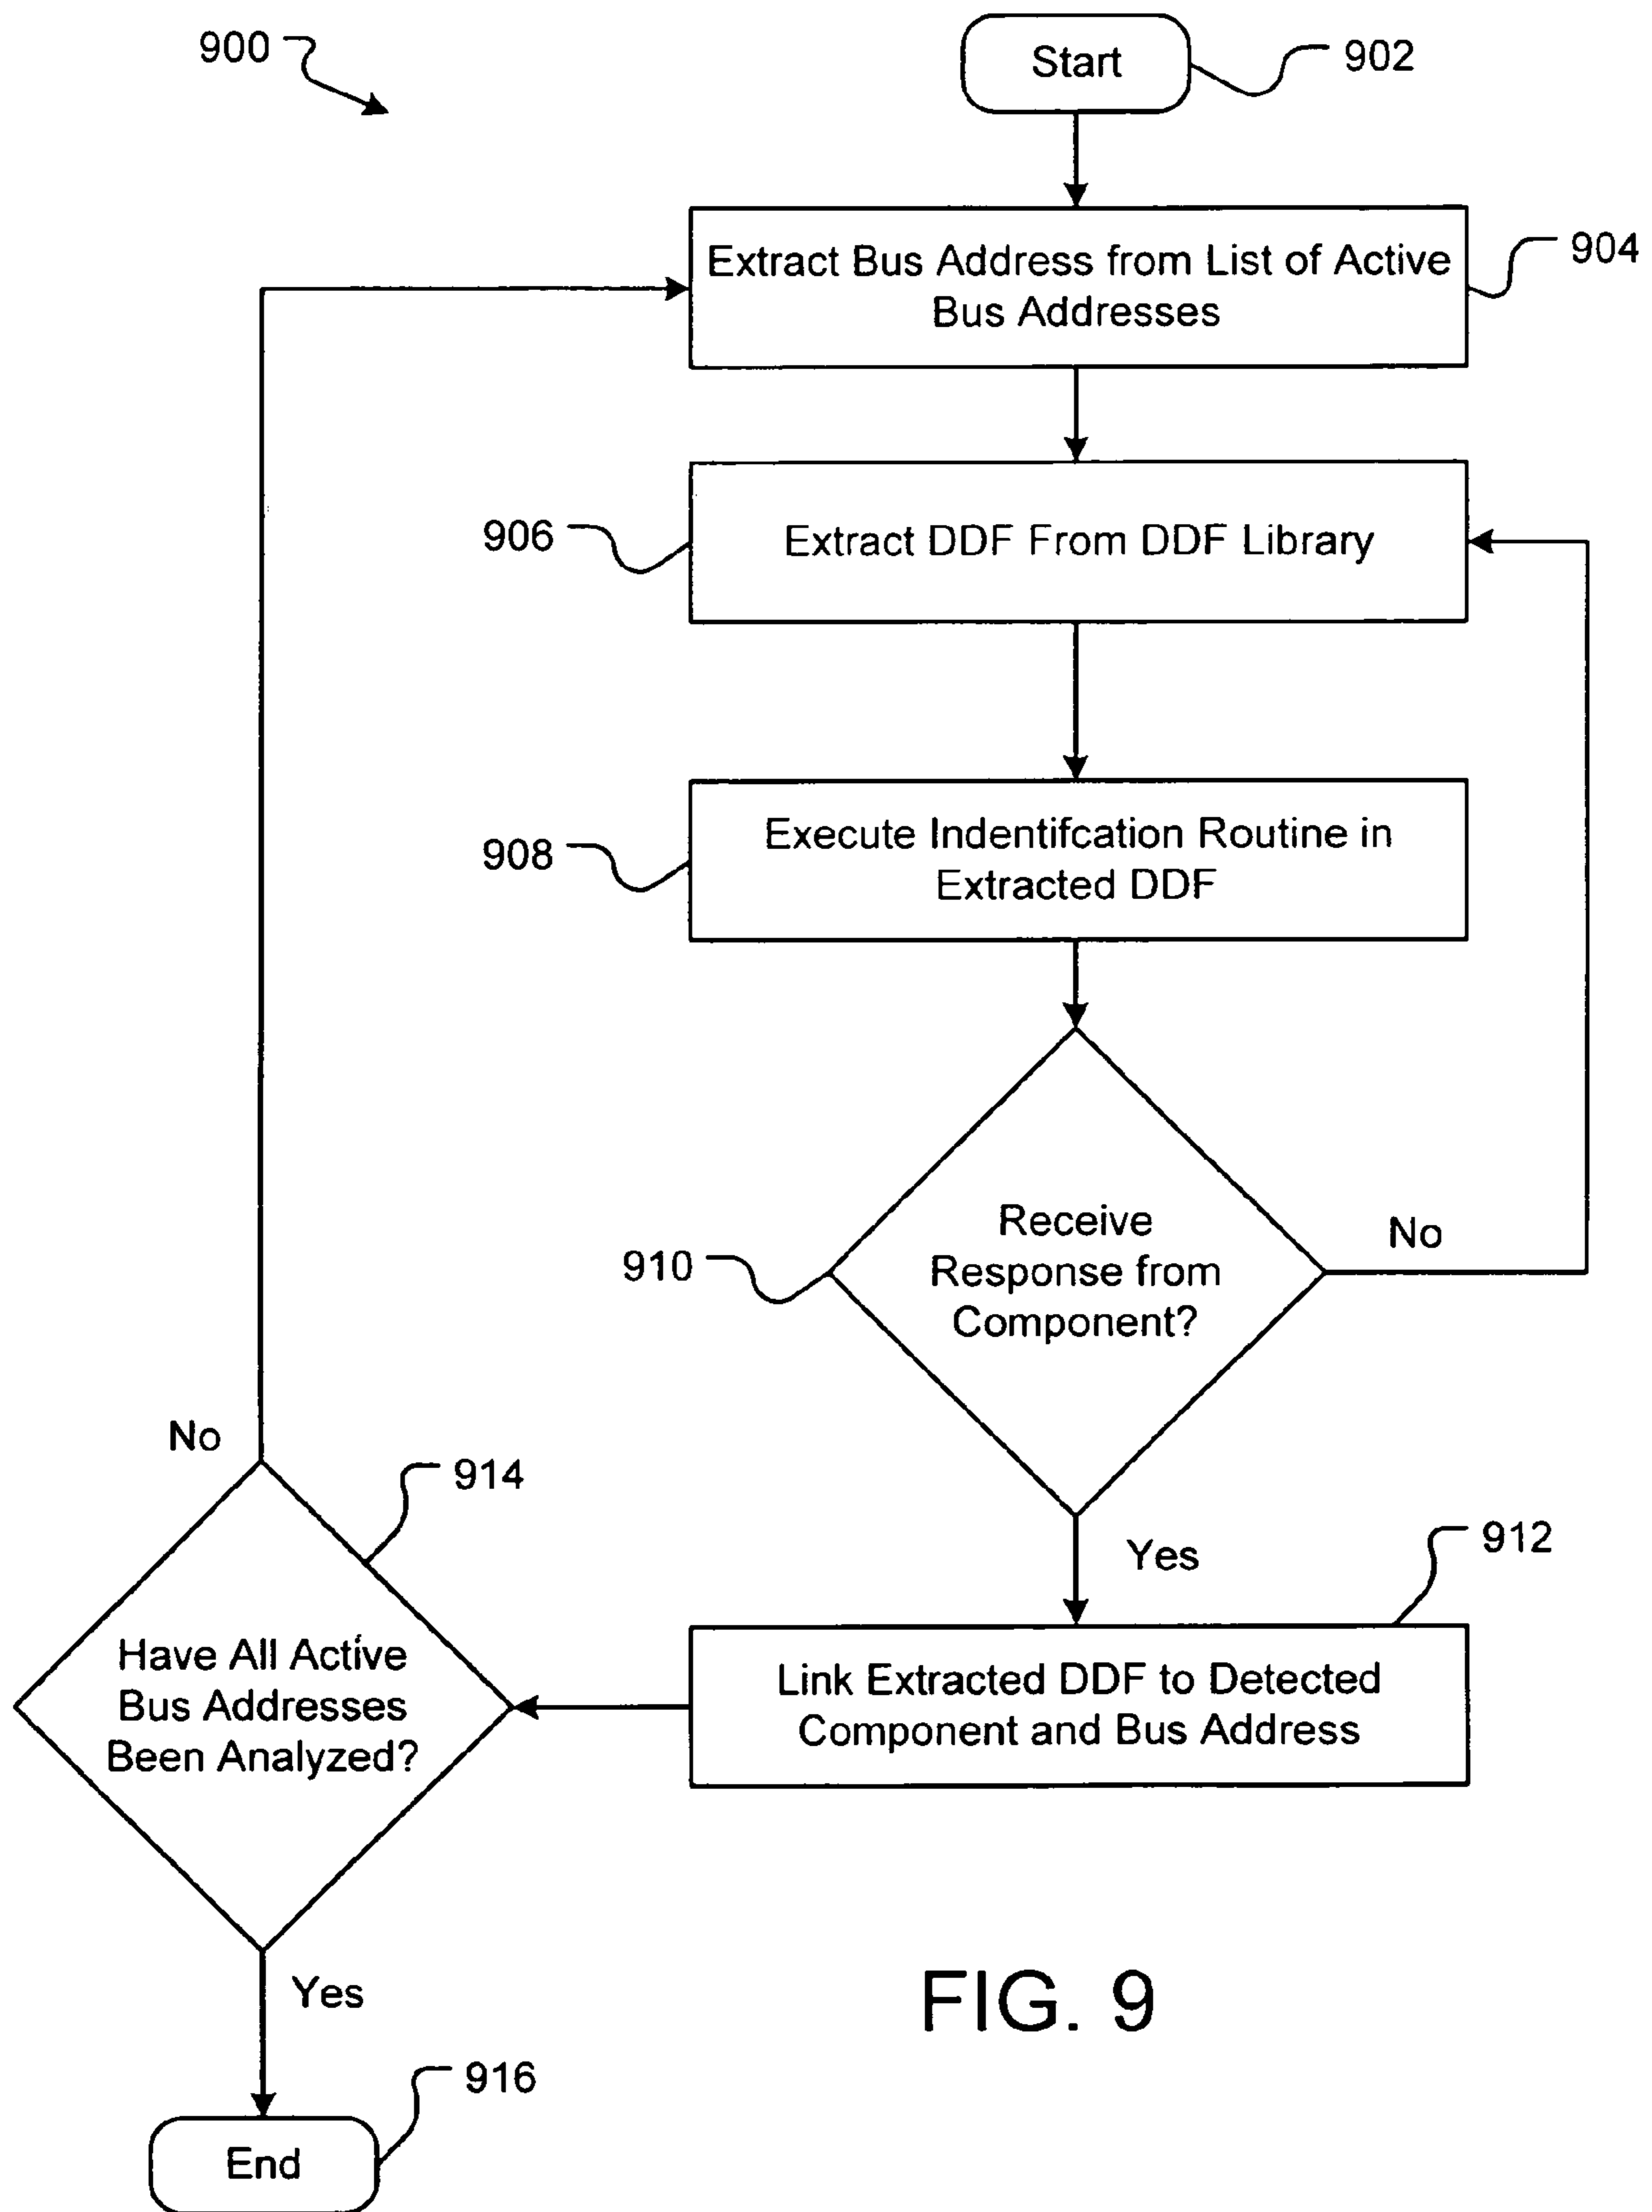 900
Start
902
Extract Bus Address from List of Active
Bus Addresses
904
906
Extract DDF From DDF Library
908
Execute Indentifcation Routine in
Extracted DDF
910
Receive
Response from
Component?
No
Yes
912
Link Extracted DDF to Detected
Component and Bus Address
No
914
Have All Active
Bus Addresses
Been Analyzed?
Yes
916
End
FIG. 9